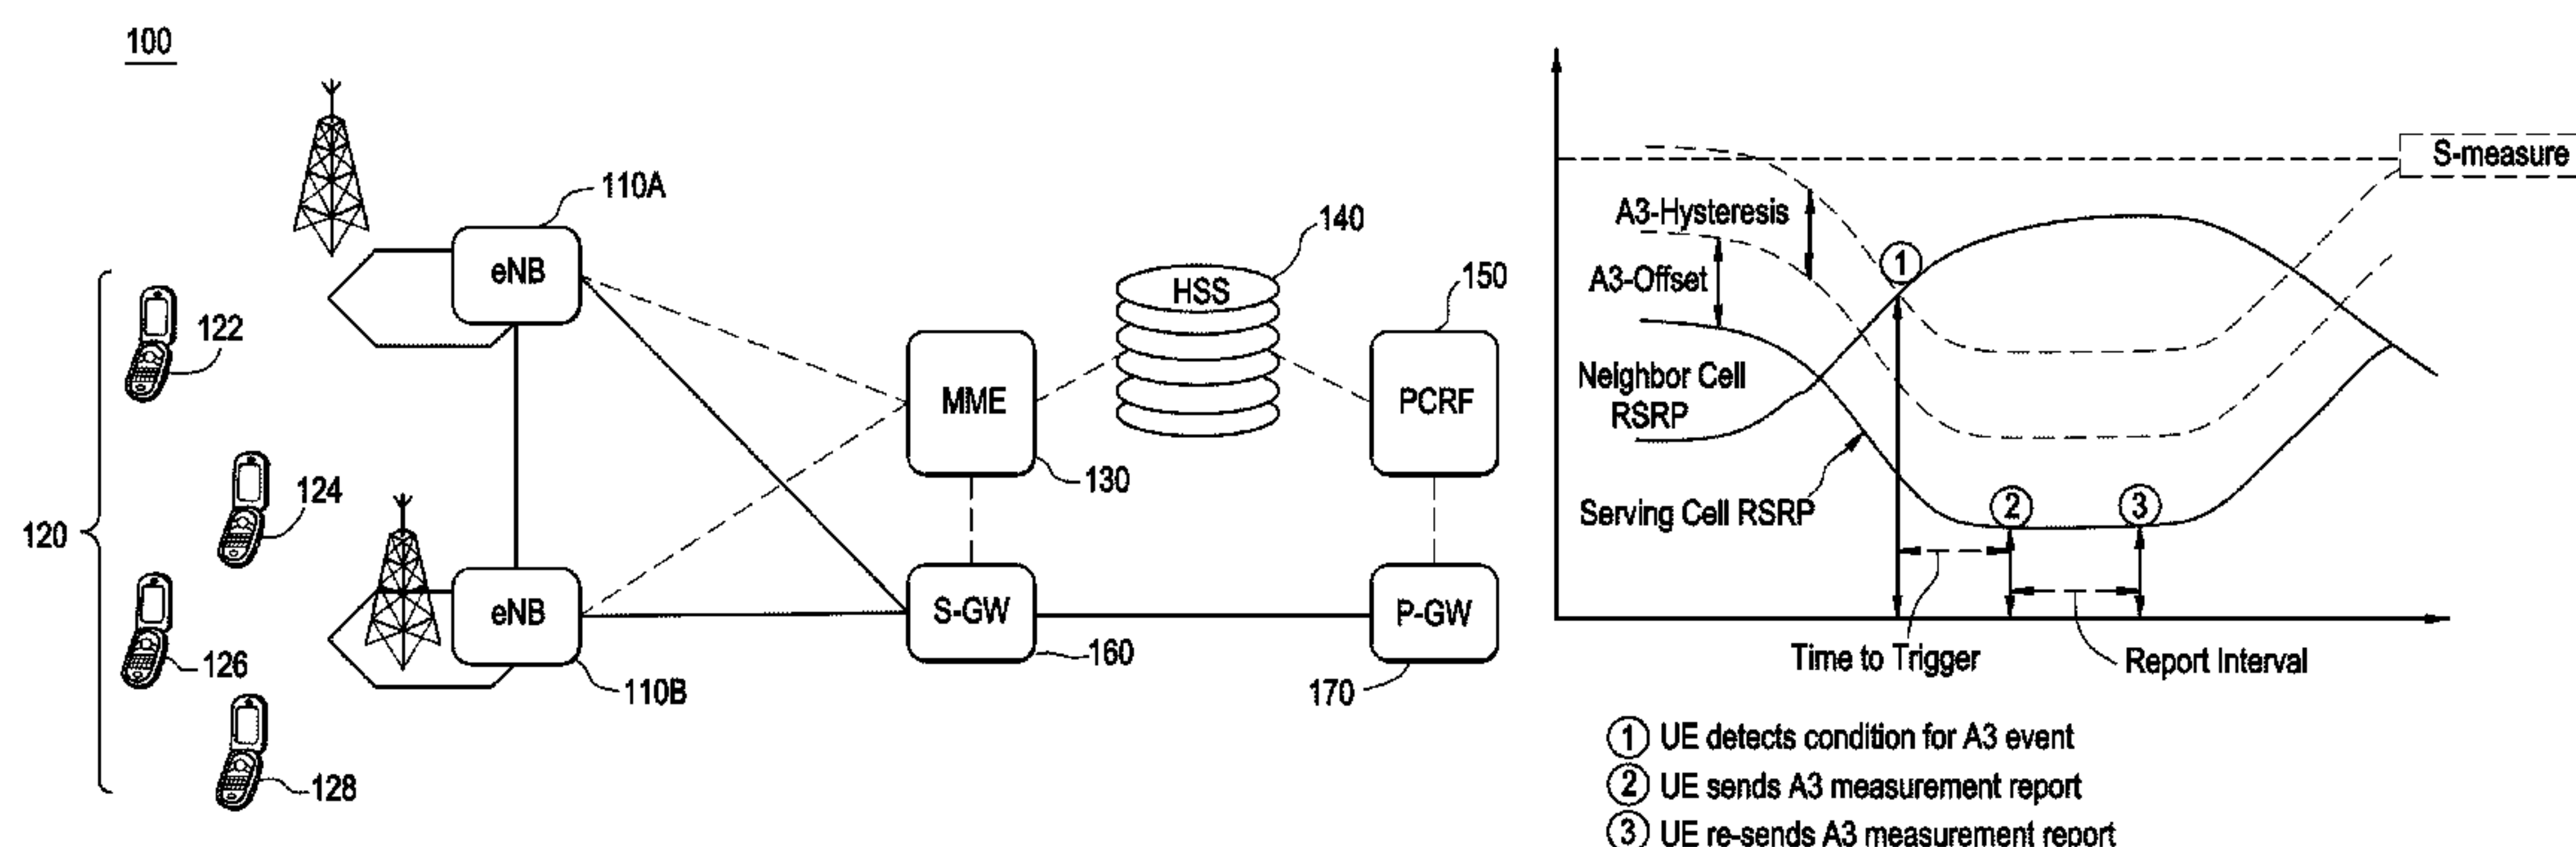 100
110A
eNB
122
124
120
126
128
eNB
110B
MME
130
HSS
140
150
PCRF
S-GW
160
P-GW
170
S-measure
A3-Hysteresis
A3-Offset
1
Neighbor Cell
RSRP
Serving Cell RSRP
2
3
Time to Trigger
Report Interval
1 UE detects condition for A3 event
2 UE sends A3 measurement report
3 UE re-sends A3 measurement report